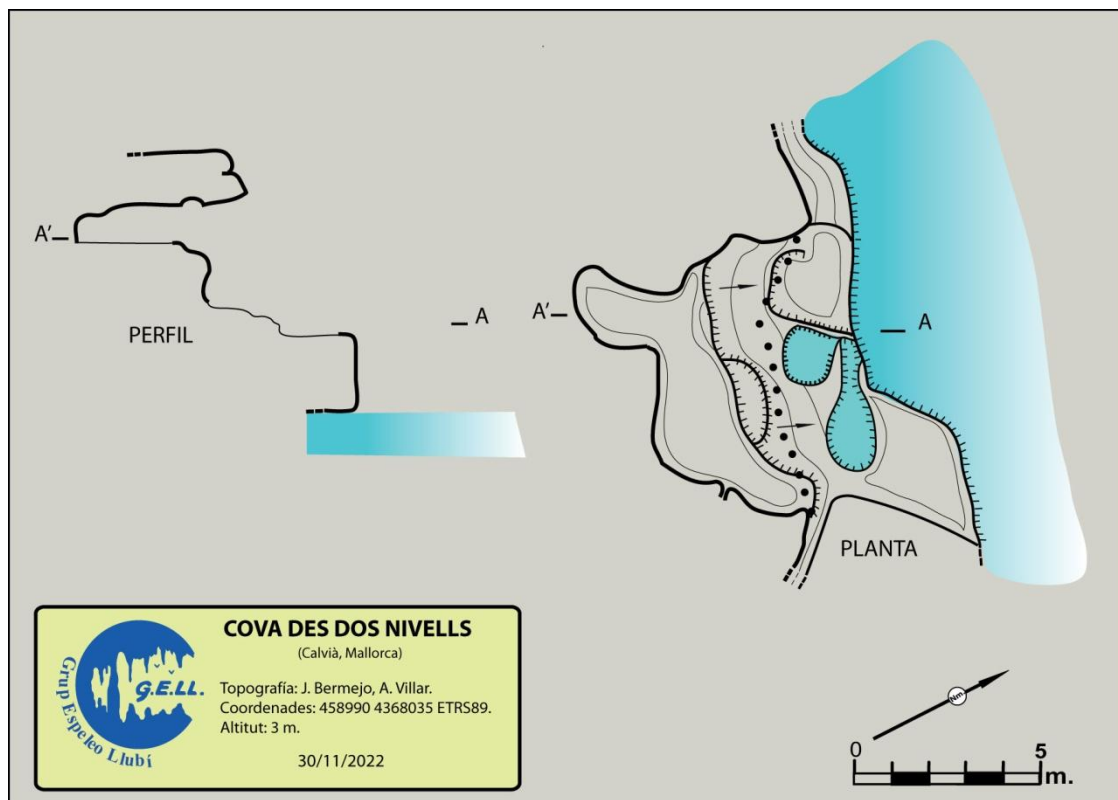 A'
A
PERFIL
A'
A
PLANTA
Grup Espeleo Llubí
G.E.LL.
COVA DES DOS NIVELLS
(Calvià, Mallorca)
Topografía: J. Bermejo, A. Villar.
Coordenades: 458990 4368035 ETRS89.
Altitut: 3 m.
30/11/2022
Nm
0 5
m.